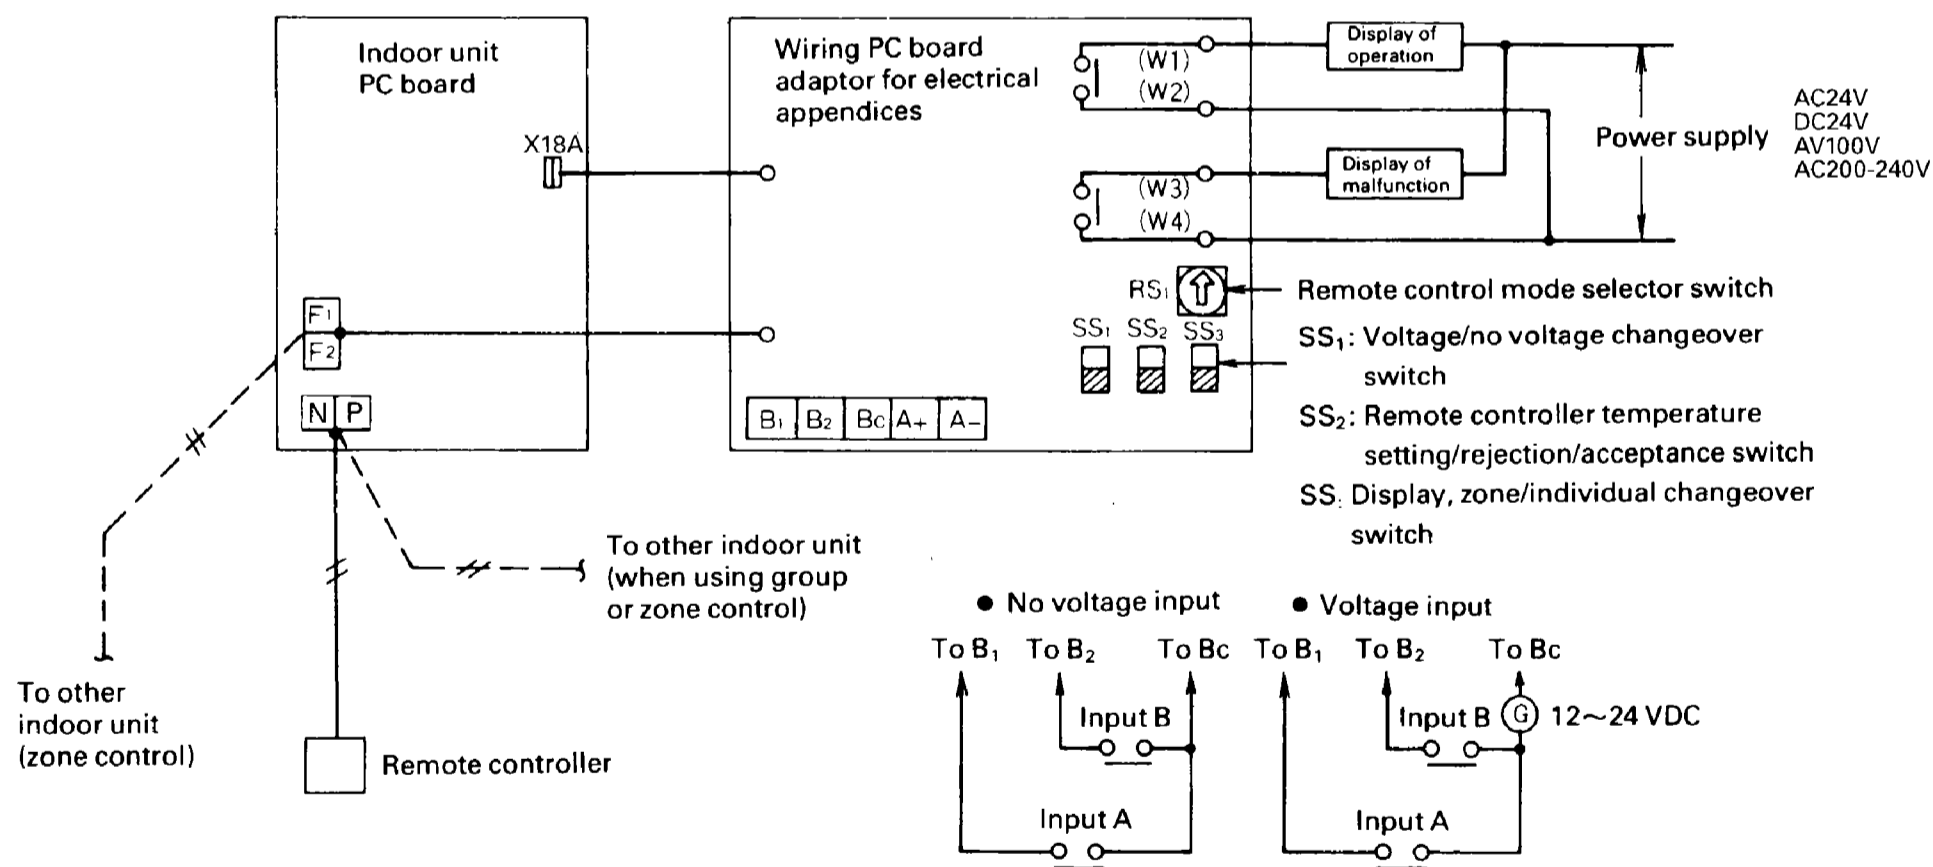 Indoor unit
PC board
X18A
F1
F2
N P
Wiring PC board
adaptor for electrical
appendices
(W1)
(W2)
(W3)
(W4)
Display of
operation
Display of
malfunction
Power supply
AC24V
DC24V
AV100V
AC200-240V
RS1
Remote control mode selector switch
SS1 SS2 SS3
SS1: Voltage/no voltage changeover
switch
SS2: Remote controller temperature
setting/rejection/acceptance switch
SS: Display, zone/individual changeover
switch
B1 B2 BC A+ A-
To other indoor unit
(when using group
or zone control)
To other
indoor unit
(zone control)
Remote controller
● No voltage input
To B1 To B2 To Bc
Input B
Input A
● Voltage input
To B1 To B2 To Bc
Input B G 12~24 VDC
Input A